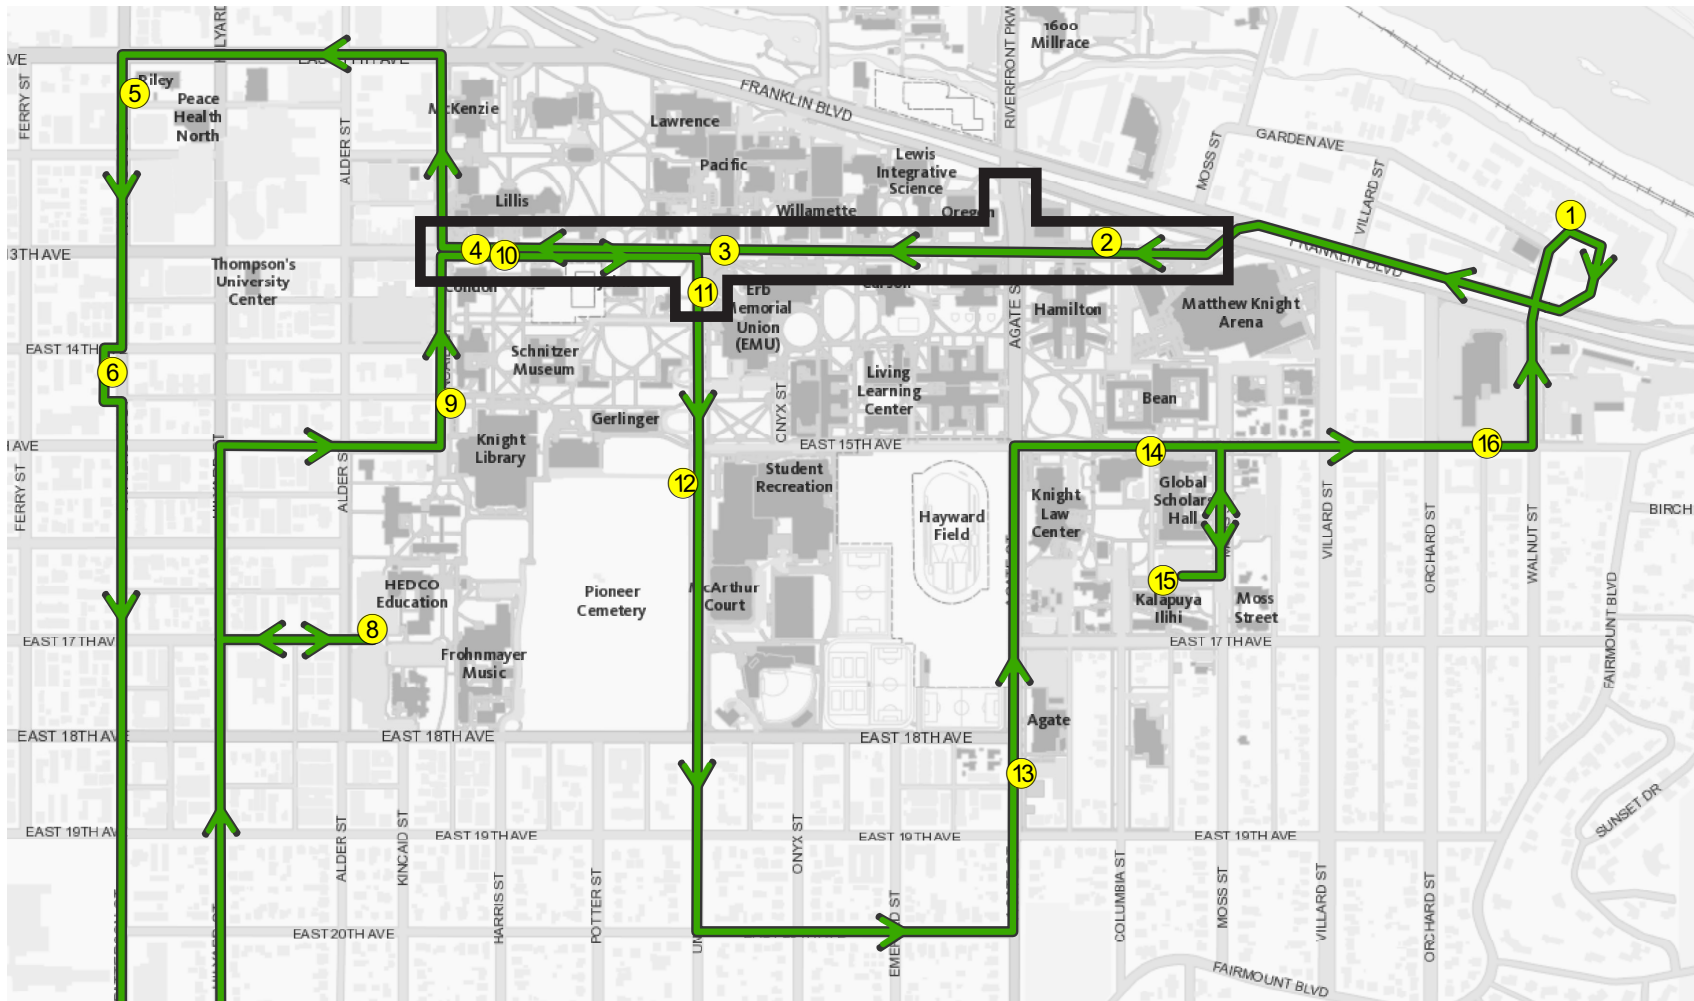 1600
Millrace
RIVERFRONT PKWY
FERRY ST
Riley
Peace
Health
North
ALDER ST
McKenzie
Lawrence
FRANKLIN BLVD
Pacific
Lewis
Integrative
Science
MOSS ST
GARDEN AVE
VILLARD ST
5
Lillis
Willamette
Oregon
1
4
10
3
2
FRANKLIN BLVD
13TH AVE
Thompson's
University
Center
11
Erb
Memorial
Union
(EMU)
AGATE ST
Hamilton
Matthew Knight
Arena
EAST 14TH
6
Schnitzer
Museum
Living
Learning
Center
Bean
9
Gerlinger
ONYX ST
EAST 15TH AVE
Knight
Library
14
16
FERRY ST
ALDER ST
12
Student
Recreation
Global
Scholars
Hall
Knight
Law
Center
Hayward
Field
VILLARD ST
ORCHARD ST
WALNUT ST
BIRCH
HEDCO
Education
Pioneer
Cemetery
McArthur
Court
15
Kalapuya
Ilihi
Moss
Street
8
EAST 17TH AVE
EAST 17TH AVE
FAIRMOUNT BLVD
Frohnmayer
Music
Agate
EAST 18TH AVE
EAST 18TH AVE
EAST 18TH AVE
13
SUNSET DR
EAST 19TH AVE
EAST 19TH AVE
EAST 19TH AVE
EAST 19TH AVE
ALDER ST
KINCAID ST
HARRIS ST
POTTER ST
ONYX ST
EMERALD ST
COLUMBIA ST
MOSS ST
VILLARD ST
ORCHARD ST
EAST 20TH AVE
FAIRMOUNT BLVD